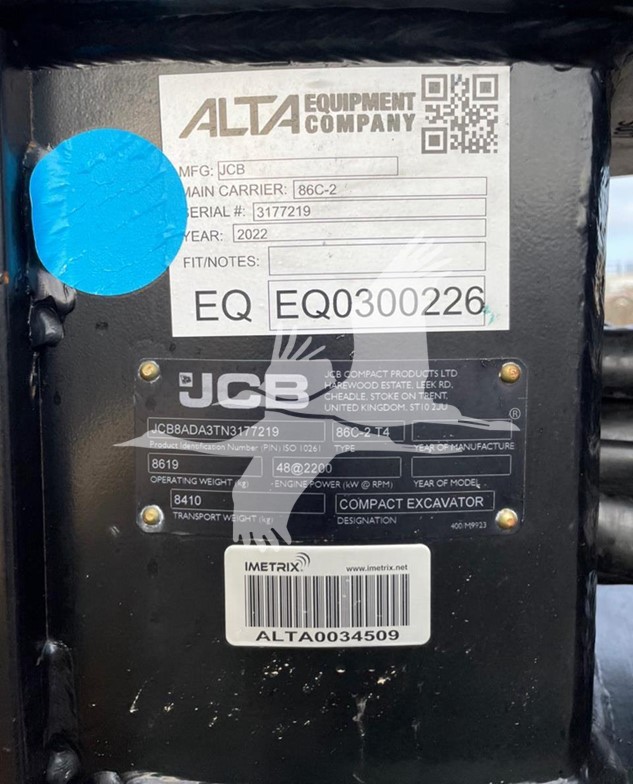 ALTA EQUIPMENT COMPANY
MFG: JCB
MAIN CARRIER: 86C-2
SERIAL #: 3177219
YEAR: 2022
FIT/NOTES:
EQ EQ0300226
JCB
JCB COMPACT PRODUCTS LTD
HAREWOOD ESTATE, LEEK RD,
CHEADLE, STOKE ON TRENT.
UNITED KINGDOM, ST10 2JU
®
JCB8ADA3TN3177219 86C-2 T4
Product Identification Number (PIN) ISO 10261 TYPE YEAR OF MANUFACTURE
8619 48@2200
OPERATING WEIGHT (kg) ENGINE POWER (kW @ RPM) YEAR OF MODEL
8410 COMPACT EXCAVATOR
TRANSPORT WEIGHT (kg) DESIGNATION 400/M9923
IMETRIX www.imetrix.net
ALTA0034509